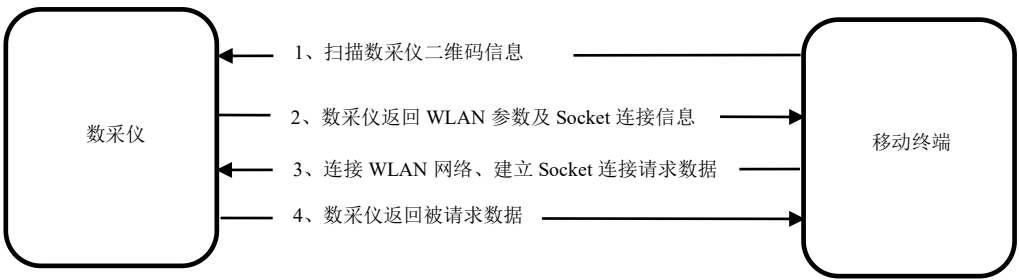 1、扫描数采仪二维码信息
2、数采仪返回 WLAN 参数及 Socket 连接信息
数采仪
移动终端
3、连接 WLAN 网络、建立 Socket 连接请求数据
4、数采仪返回被请求数据